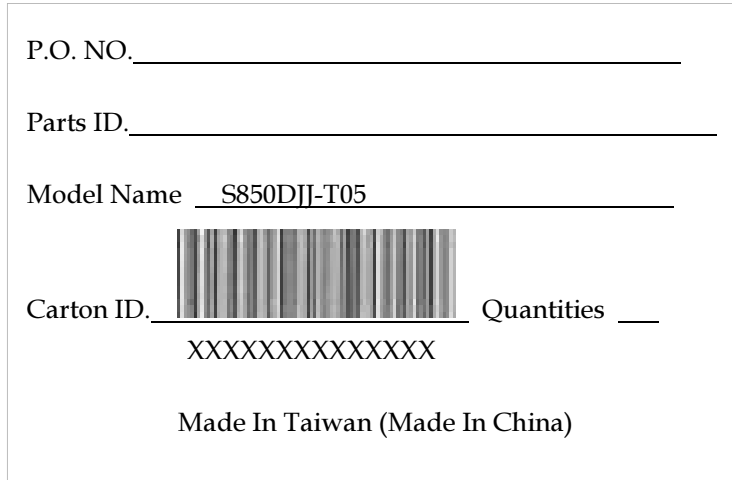 P.O. NO.
Parts ID.
Model Name S850DJJ-T05
Carton ID. Quantities
XXXXXXXXXXXXXX
Made In Taiwan (Made In China)